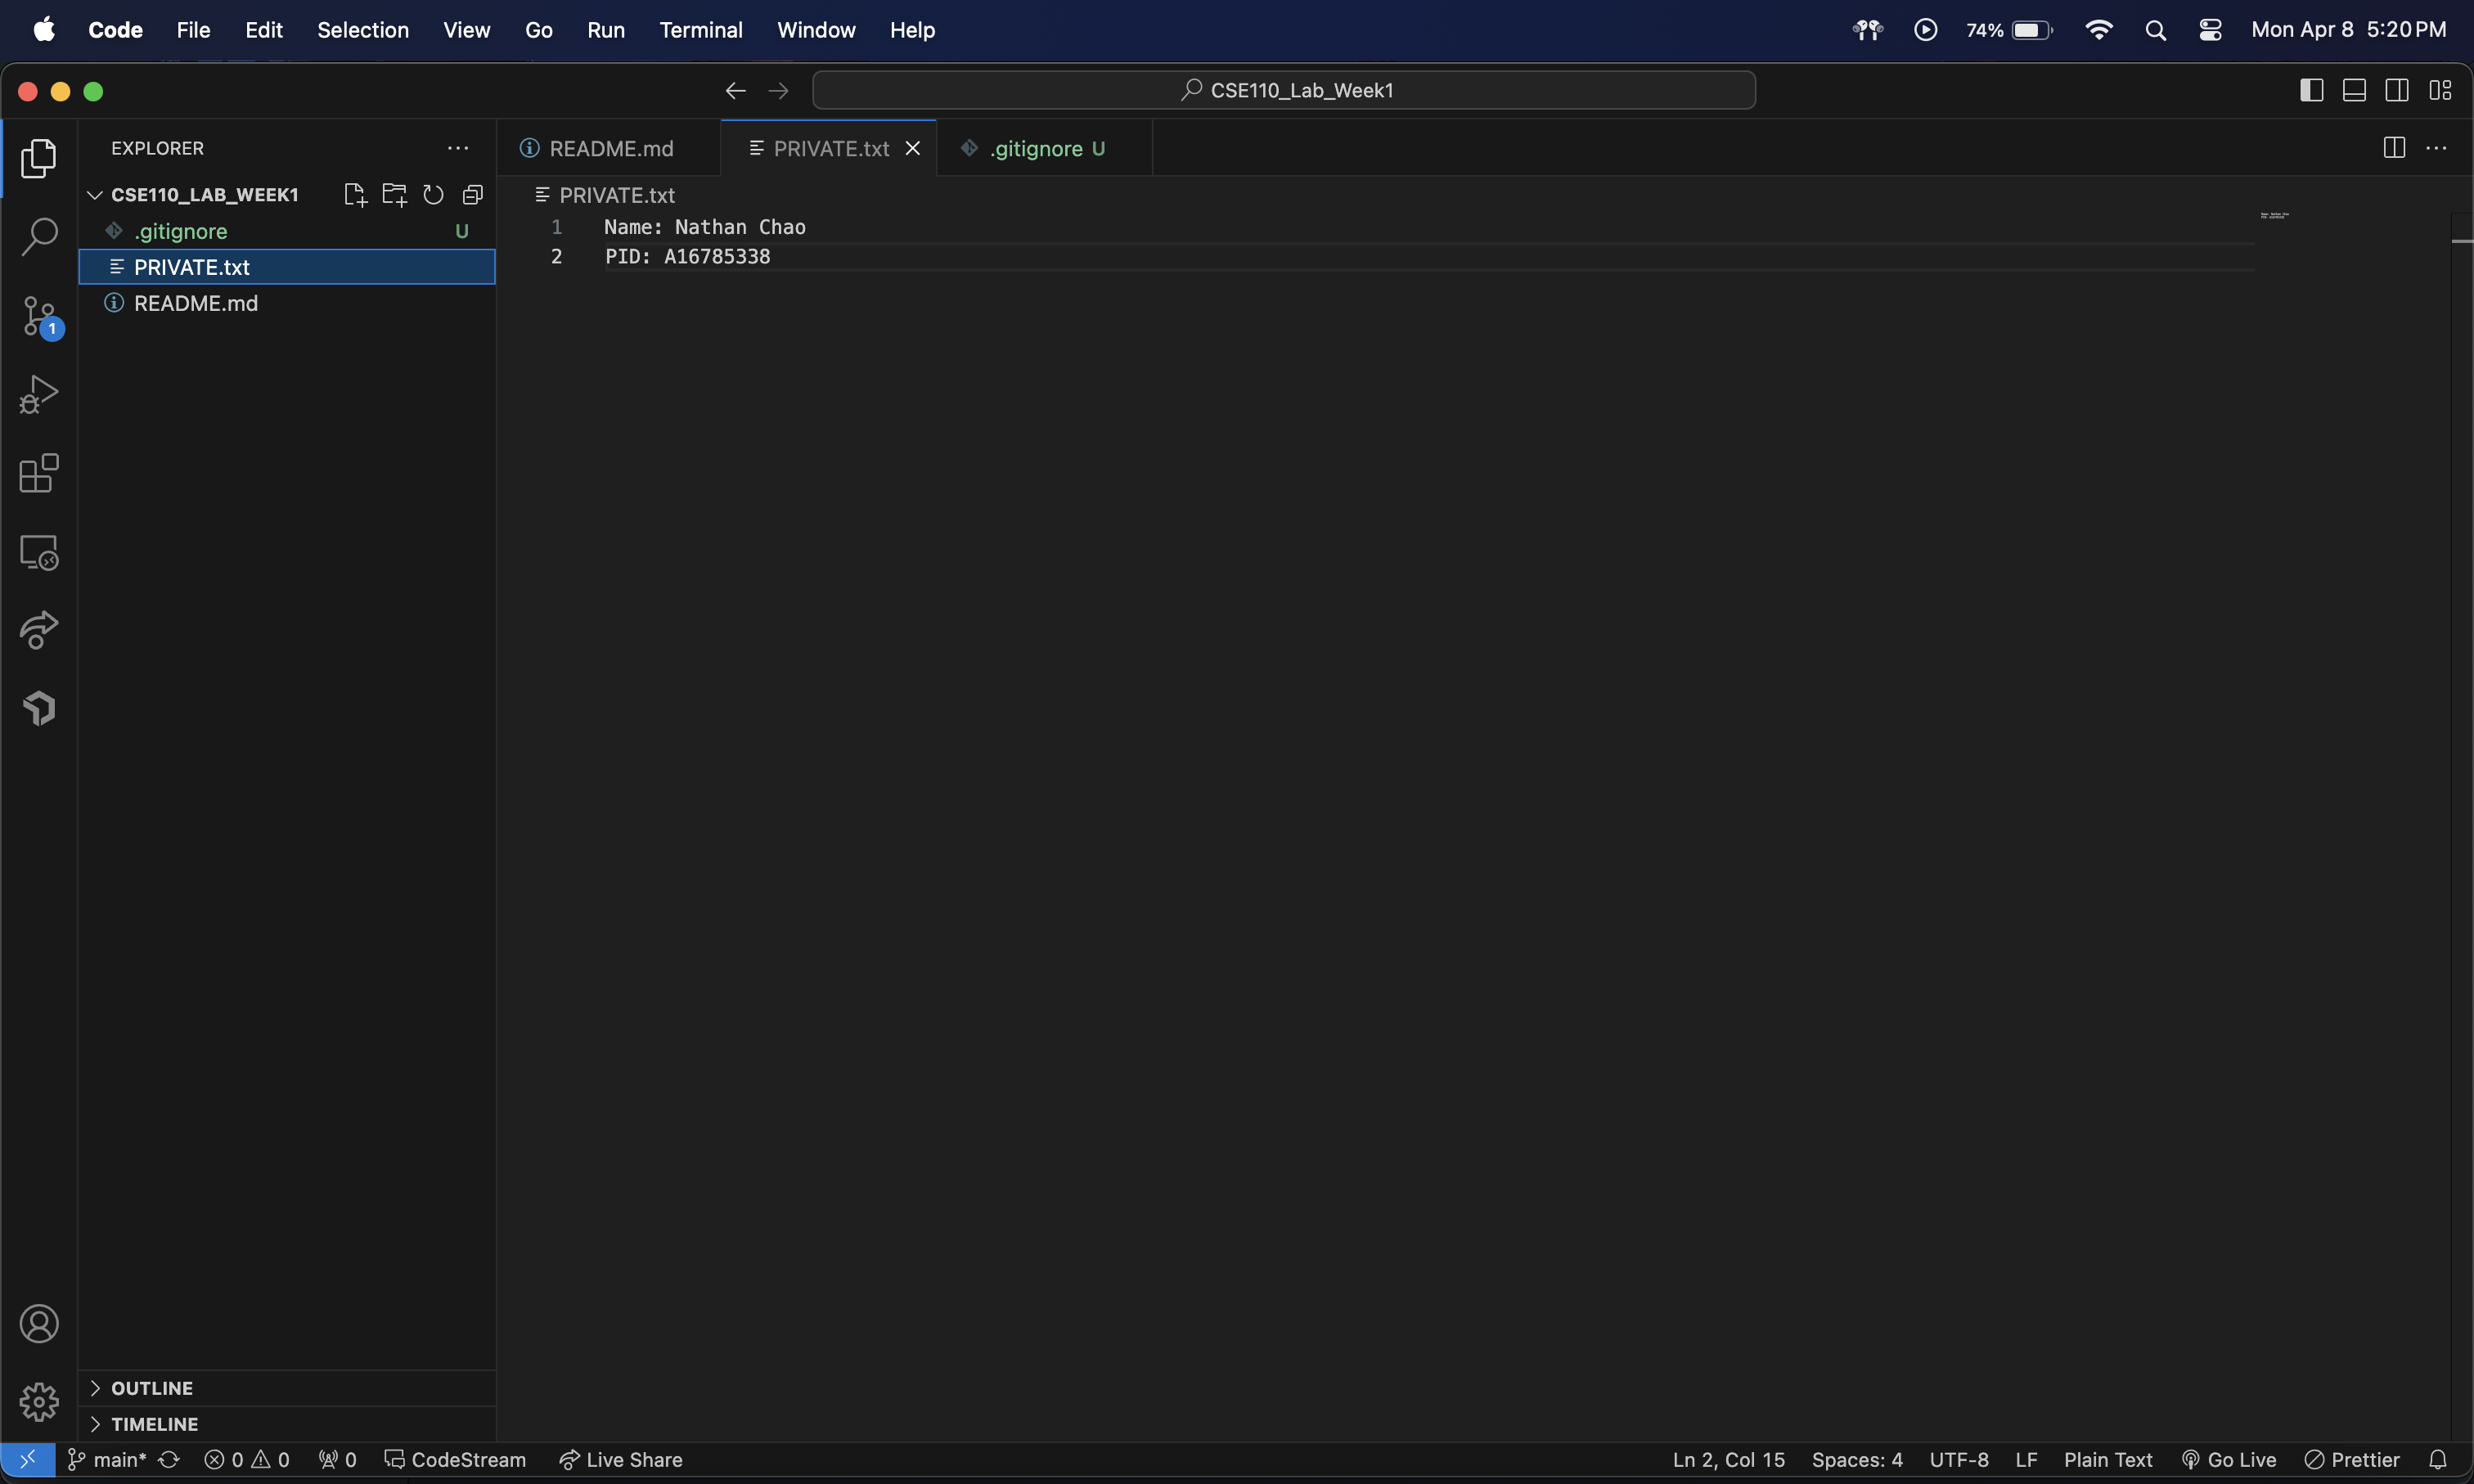 Code File Edit Selection View Go Run Terminal Window Help 74% Mon Apr 8 5:20 PM
CSE110_Lab_Week1
EXPLORER
README.md PRIVATE.txt .gitignore U
CSE110_LAB_WEEK1
PRIVATE.txt
.gitignore U
PRIVATE.txt
README.md
1 Name: Nathan Chao
2 PID: A16785338
1
OUTLINE
TIMELINE
main* 0 0 0 CodeStream Live Share Ln 2, Col 15 Spaces: 4 UTF-8 LF Plain Text Go Live Prettier